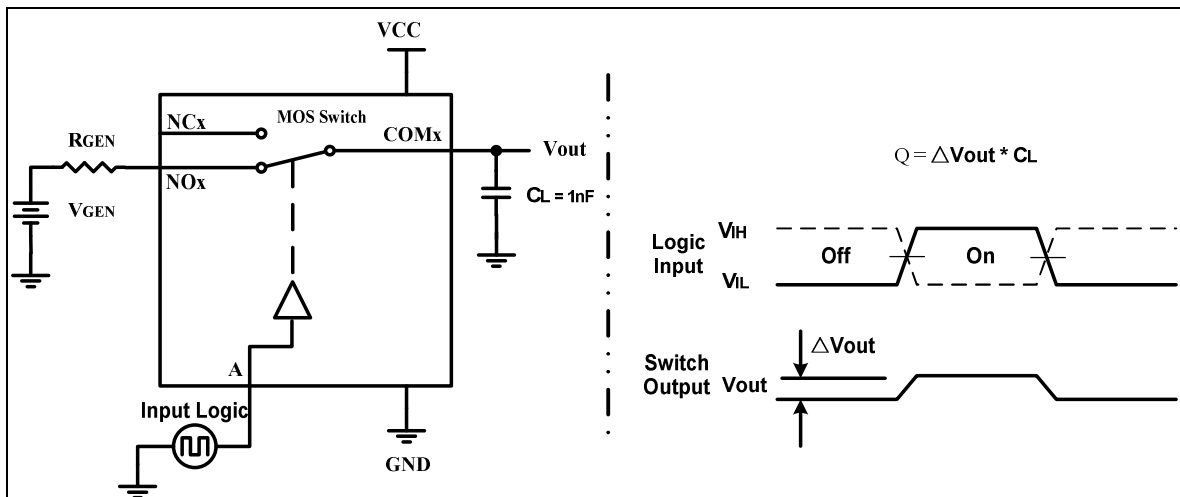 VCC
NCx
MOS Switch
COMx
RGEN
NOx
Vout
VGEN
CL = 1nF
A
Input Logic
GND
Q = △Vout * CL
Logic Input
VIH
VIL
Off
On
△Vout
Switch Output
Vout